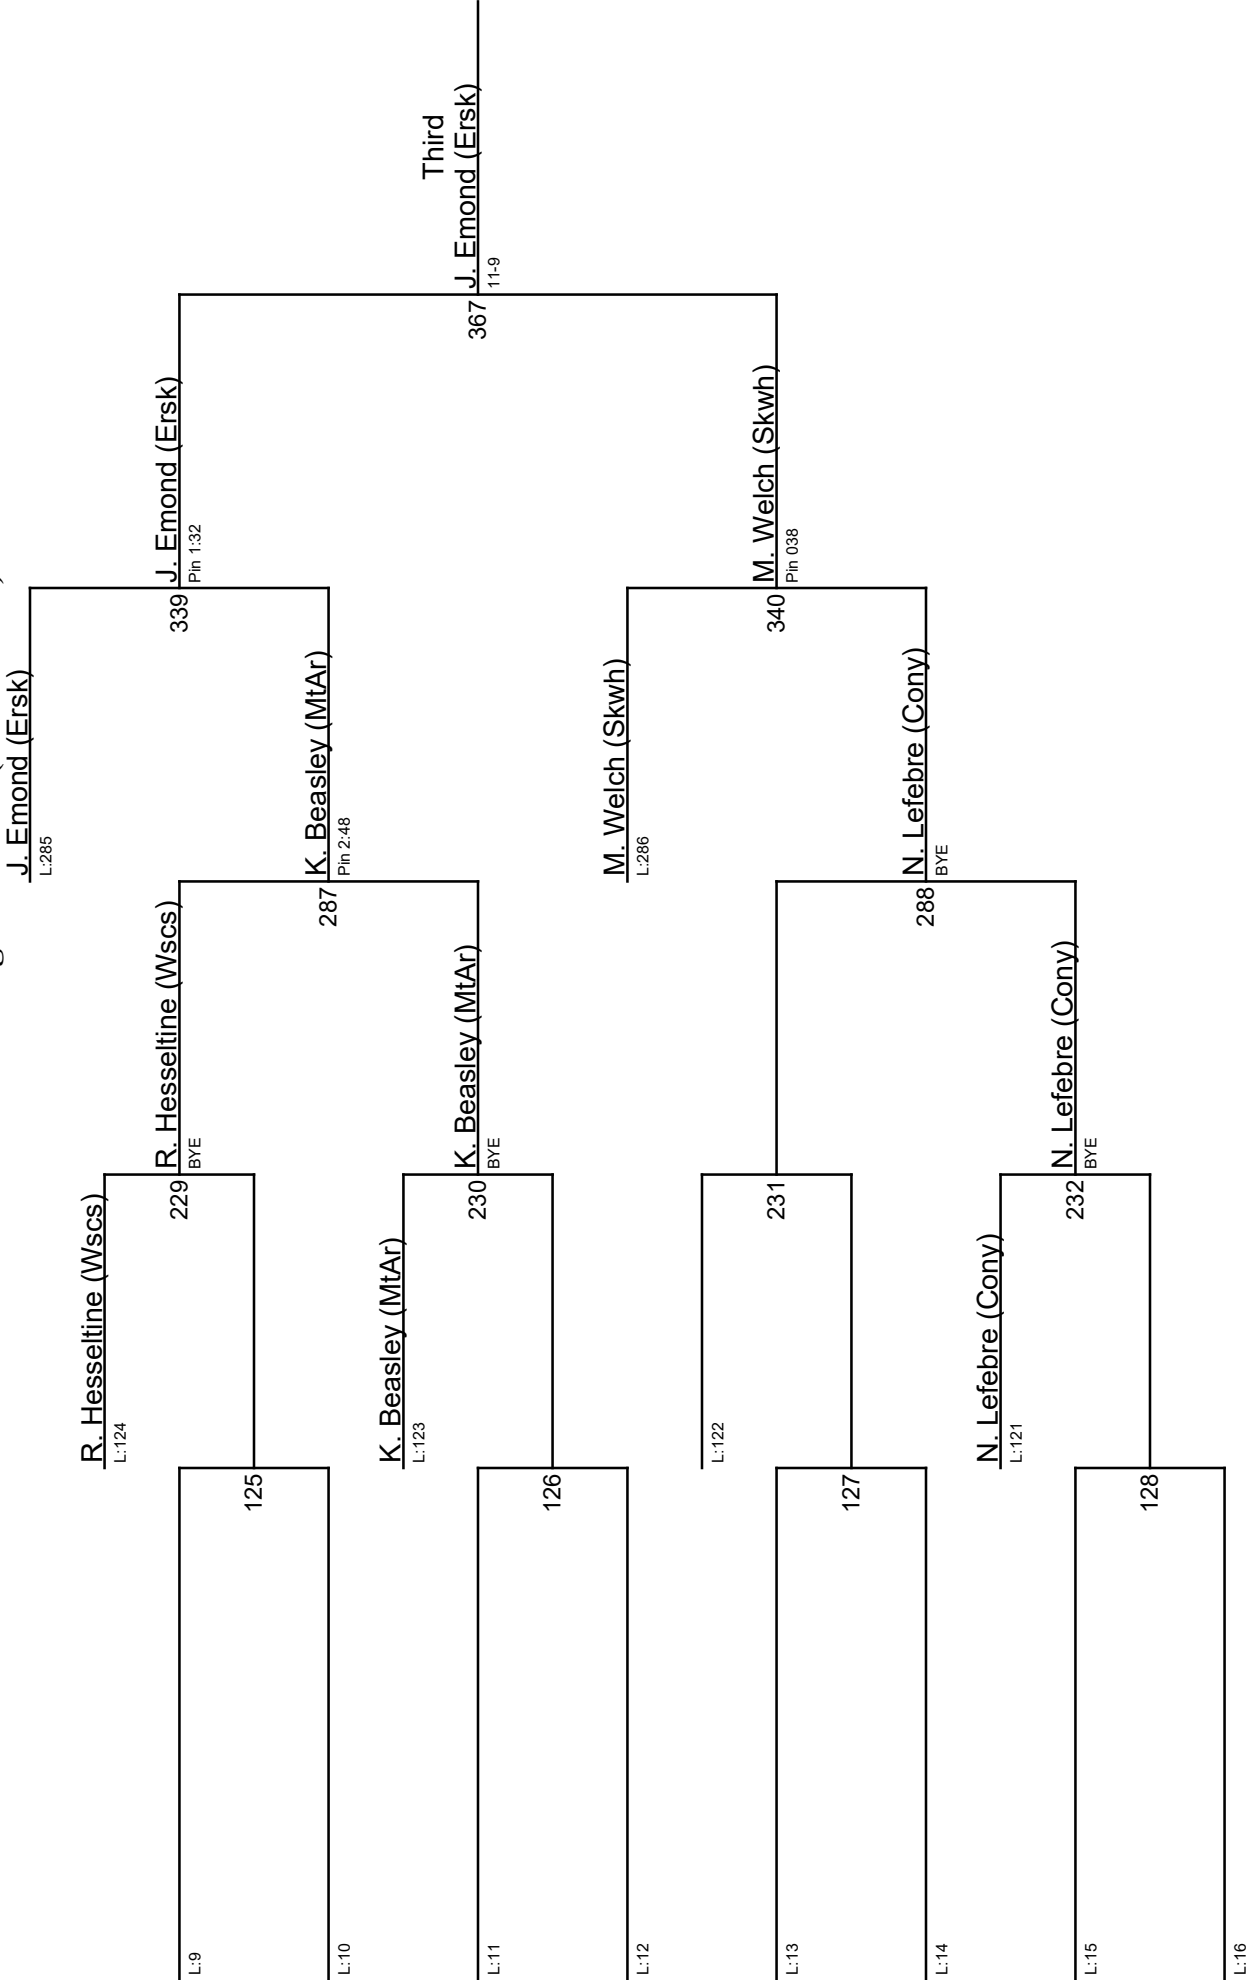 L:9
L:10
L:11
L:12
L:13
L:14
L:15
L:16
125
126
127
128
R. Hesseltine (Wscs)
L:124
K. Beasley (MtAr)
L:123
L:122
N. Lefebre (Cony)
L:121
229
230
231
232
R. Hesseltine (Wscs)
BYE
K. Beasley (MtAr)
BYE
N. Lefebre (Cony)
BYE
287
288
J. Emond (Ersk)
L:285
K. Beasley (MtAr)
Pin 2:48
M. Welch (Skwh)
L:286
N. Lefebre (Cony)
BYE
339
340
J. Emond (Ersk)
Pin 1:32
M. Welch (Skwh)
Pin 038
367
Third
J. Emond (Ersk)
11-9